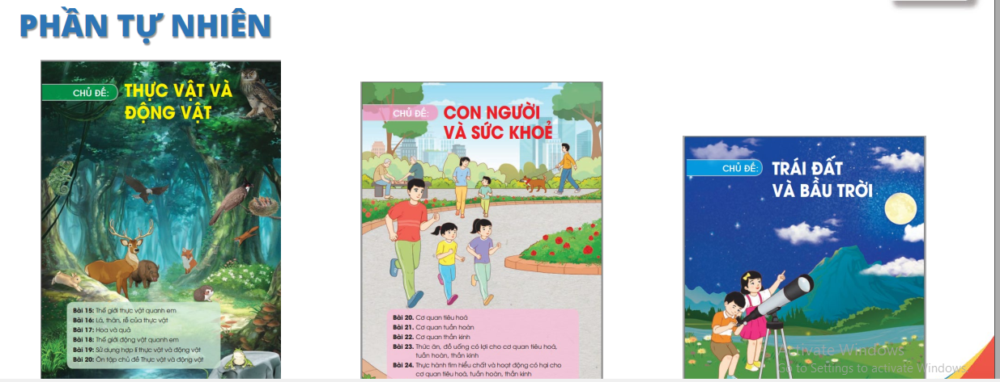 PHẦN TỰ NHIÊN
CHỦ ĐỀ: THỰC VẬT VÀ
ĐỘNG VẬT
Bài 15: Thế giới thực vật quanh em
Bài 16: Lá, thân, rễ của thực vật
Bài 17: Hoa và quả
Bài 18: Thế giới động vật quanh em
Bài 19: Sử dụng hợp lí thực vật và động vật
Bài 20: Ôn tập chủ đề Thực vật và động vật
CHỦ ĐỀ: CON NGƯỜI
VÀ SỨC KHOẺ
Bài 20. Cơ quan tiêu hoá
Bài 21. Cơ quan tuần hoàn
Bài 22. Cơ quan thần kinh
Bài 23. Thức ăn, đồ uống có lợi cho cơ quan tiêu hoá,
tuần hoàn, thần kinh
Bài 24. Thực hành tìm hiểu chất và hoạt động có hại cho
cơ quan tiêu hoá, tuần hoàn, thần kinh
CHỦ ĐỀ: TRÁI ĐẤT
VÀ BẦU TRỜI
Activate Windows
Go to Settings to activate Windows.